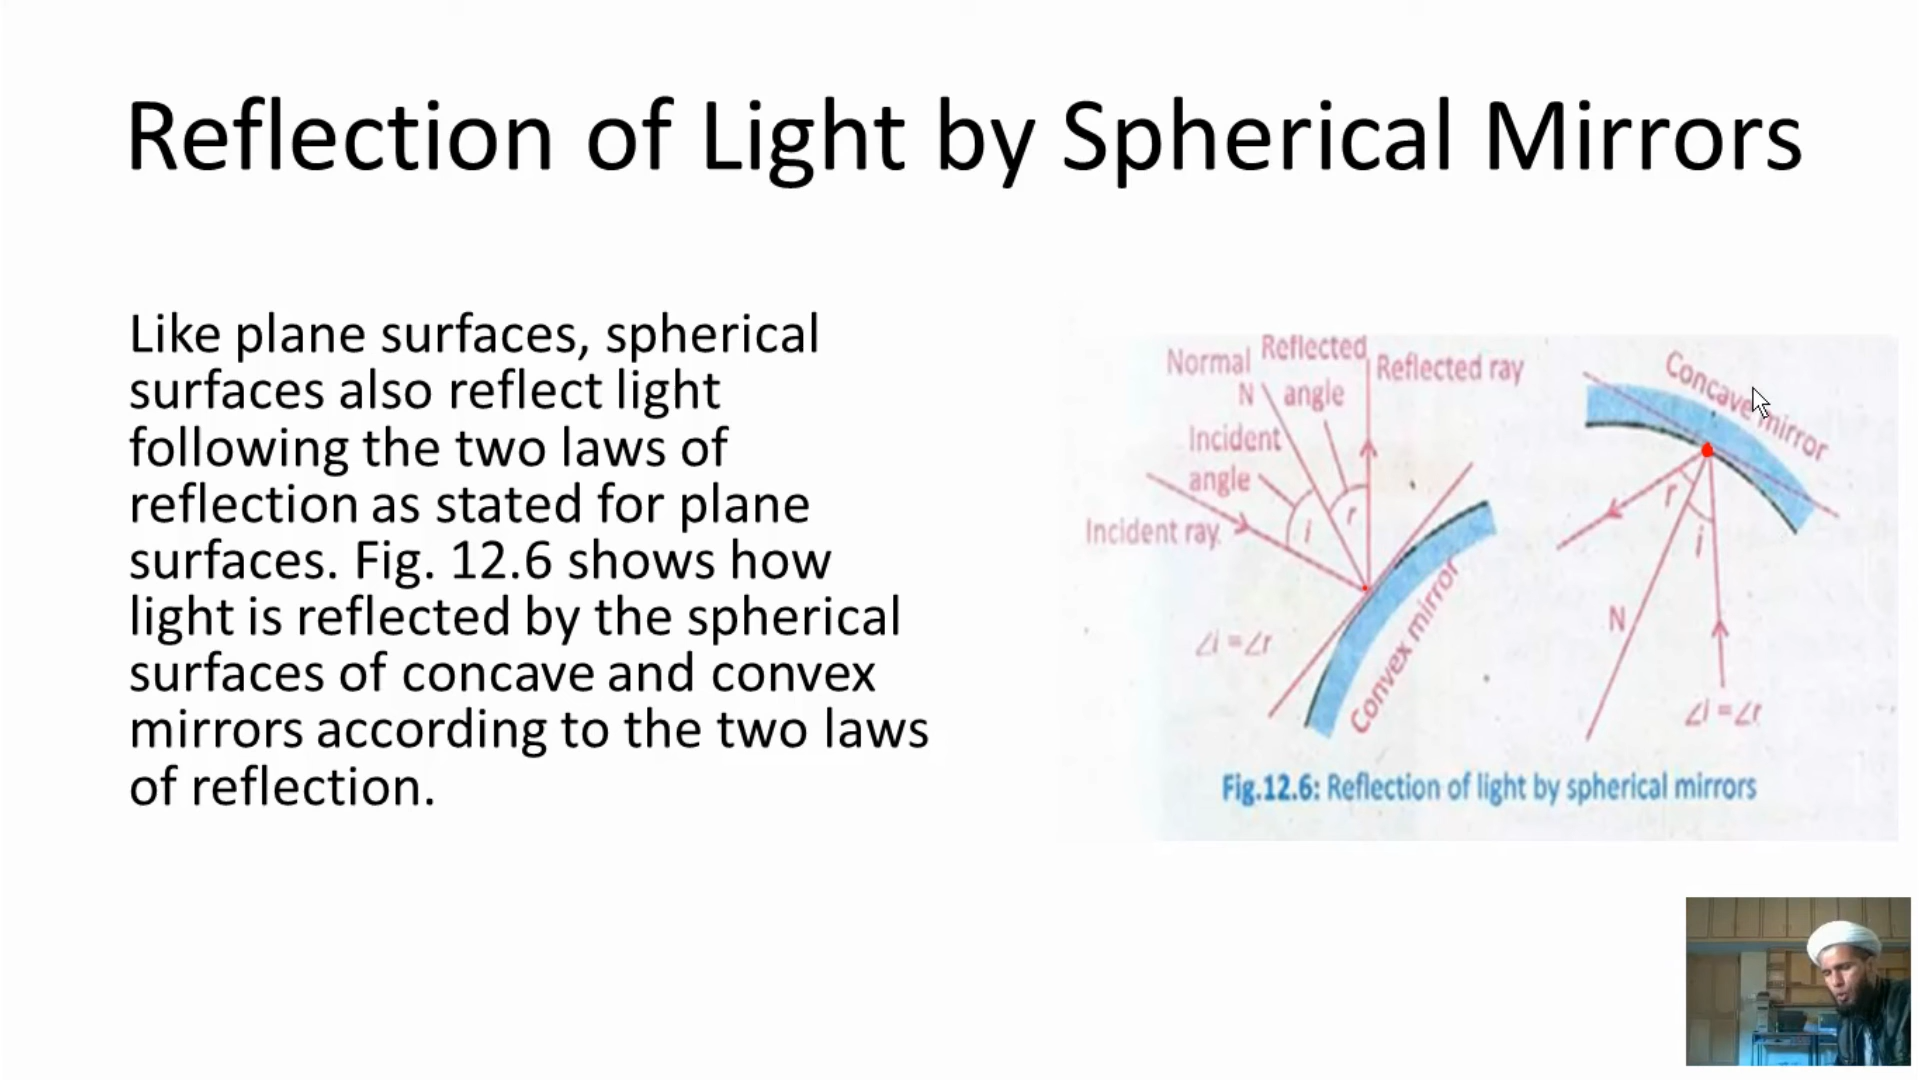 Reflection of Light by Spherical Mirrors
Like plane surfaces, spherical
surfaces also reflect light
following the two laws of
reflection as stated for plane
surfaces. Fig. 12.6 shows how
light is reflected by the spherical
surfaces of concave and convex
mirrors according to the two laws
of reflection.
Normal
N
Reflected
angle
Reflected ray
Incident
angle
Incident ray
i
r
∠i = ∠r
Convex mirror
Concave mirror
r
i
N
∠i = ∠r
Fig.12.6: Reflection of light by spherical mirrors